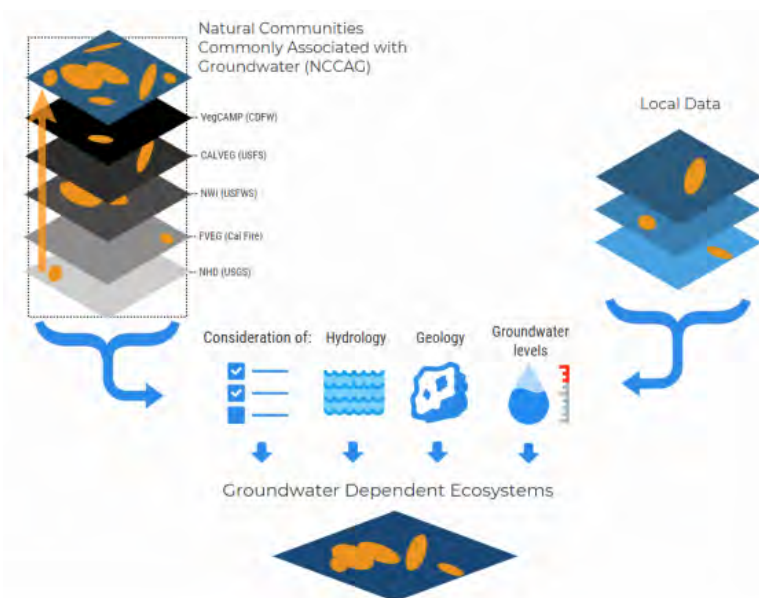 Natural Communities
Commonly Associated with
Groundwater (NCCAG)
VegCAMP (CDFW)
CALVEG (USFS)
NWI (USFWS)
FVEG (Cal Fire)
NHD (USGS)
Local Data
Consideration of:
Hydrology
Geology
Groundwater
levels
Groundwater Dependent Ecosystems